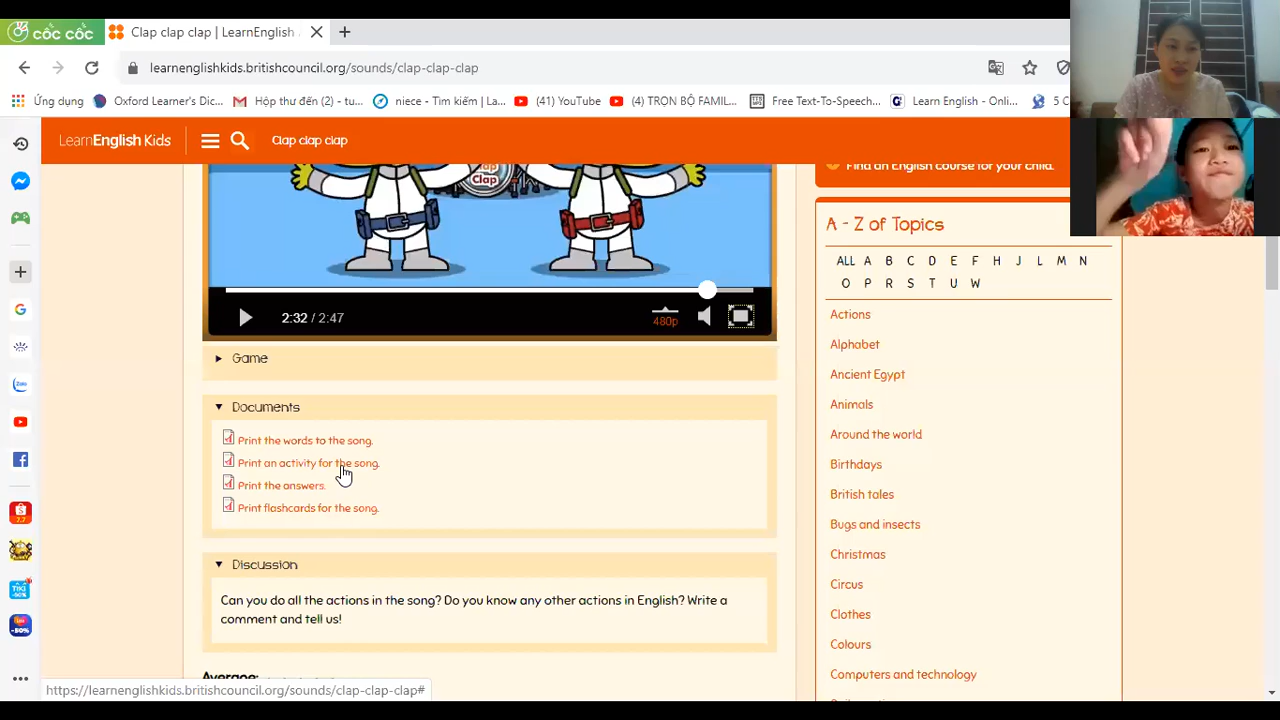 cốc cốc
Clap clap clap | LearnEnglish
learnenglishkids.britishcouncil.org/sounds/clap-clap-clap
Ứng dụng
Oxford Learner's Dic...
Hộp thư đến (2) - tu...
niece - Tìm kiếm | La...
(41) YouTube
(4) TRỌN BỘ FAMIL...
Free Text-To-Speech...
Learn English - Onli...
5 C
LearnEnglish Kids
Clap clap clap
Clap
2:32 / 2:47
480p
Game
Documents
Print the words to the song.
Print an activity for the song.
Print the answers.
Print flashcards for the song.
Discussion
Can you do all the actions in the song? Do you know any other actions in English? Write a
comment and tell us!
Average:
Find an English course for your child.
A - Z of Topics
ALL A B C D E F H J L M N
O P R S T U W
Actions
Alphabet
Ancient Egypt
Animals
Around the world
Birthdays
British tales
Bugs and insects
Christmas
Circus
Clothes
Colours
Computers and technology
Zalo
https://learnenglishkids.britishcouncil.org/sounds/clap-clap-clap#